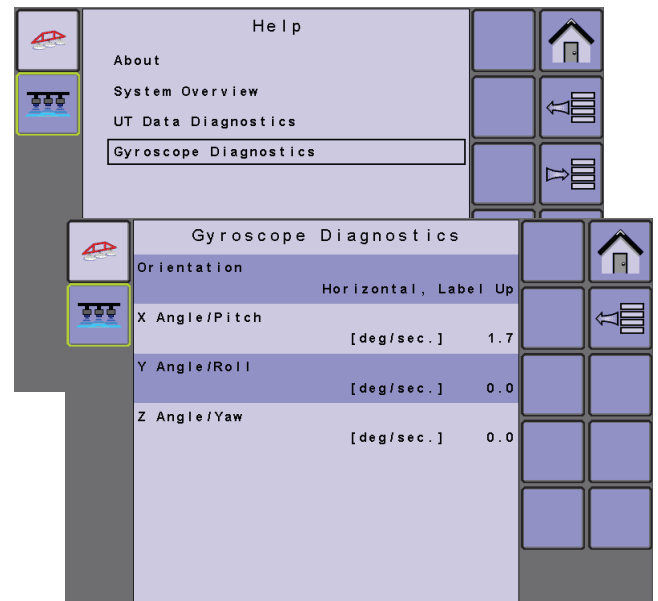 Help
About
System Overview
UT Data Diagnostics
Gyroscope Diagnostics
Gyroscope Diagnostics
Orientation
Horizontal, Label Up
X Angle/Pitch
[deg/sec.] 1.7
Y Angle/Roll
[deg/sec.] 0.0
Z Angle/Yaw
[deg/sec.] 0.0